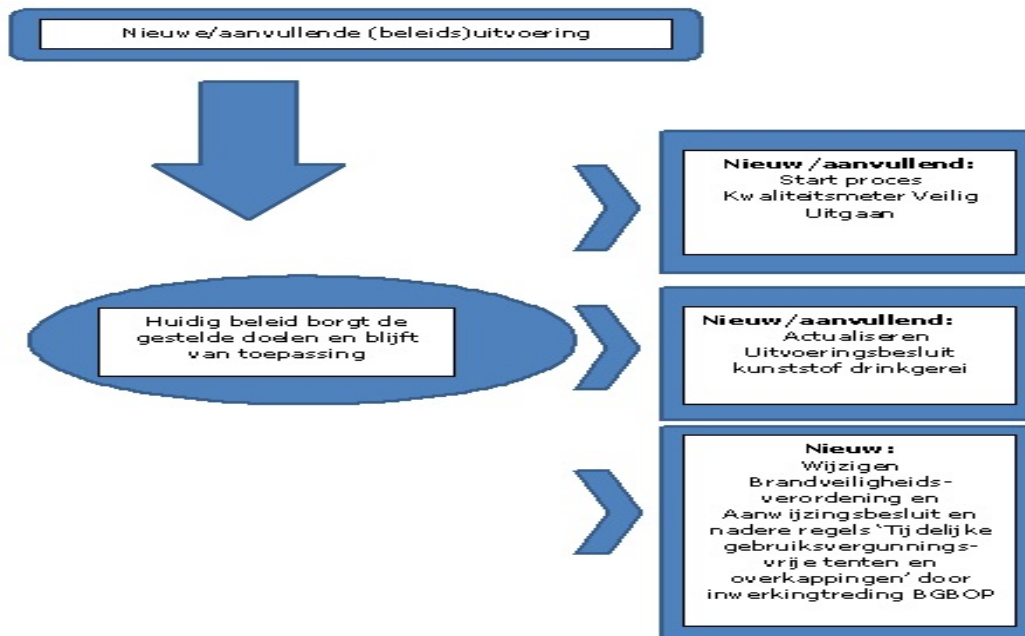 Nieuwe/aanvullende (beleids)uitvoering
Nieuw/aanvullend:
Start proces
Kwaliteitsmeter Veilig
Uitgaan
Huidig beleid borgt de
gestelde doelen en blijft
van toepassing
Nieuw/aanvullend:
Actualiseren
Uitvoeringsbesluit
kunststof drinkgerei
Nieuw:
Wijzigen
Brandveiligheids-
verordening en
Aanwijzingsbesluit en
nadere regels ‘Tijdelijke
gebruiksvergunnings-
vrije tenten en
overkappingen’ door
inwerkingtreding BGBOP